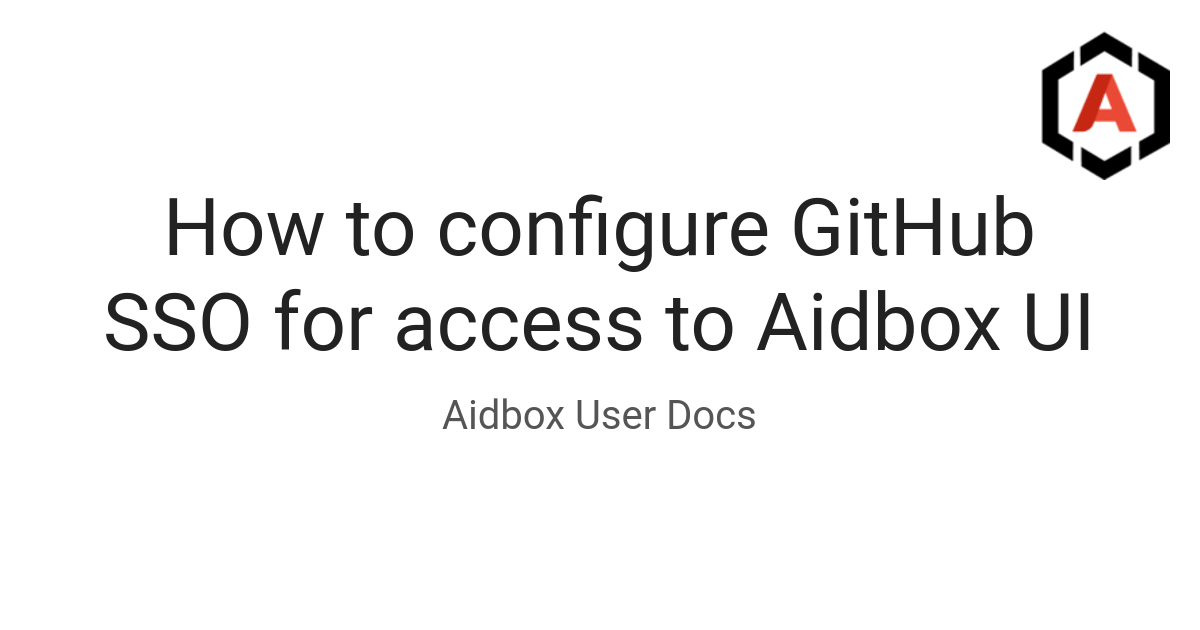 How to configure GitHub
SSO for access to Aidbox UI
Aidbox User Docs